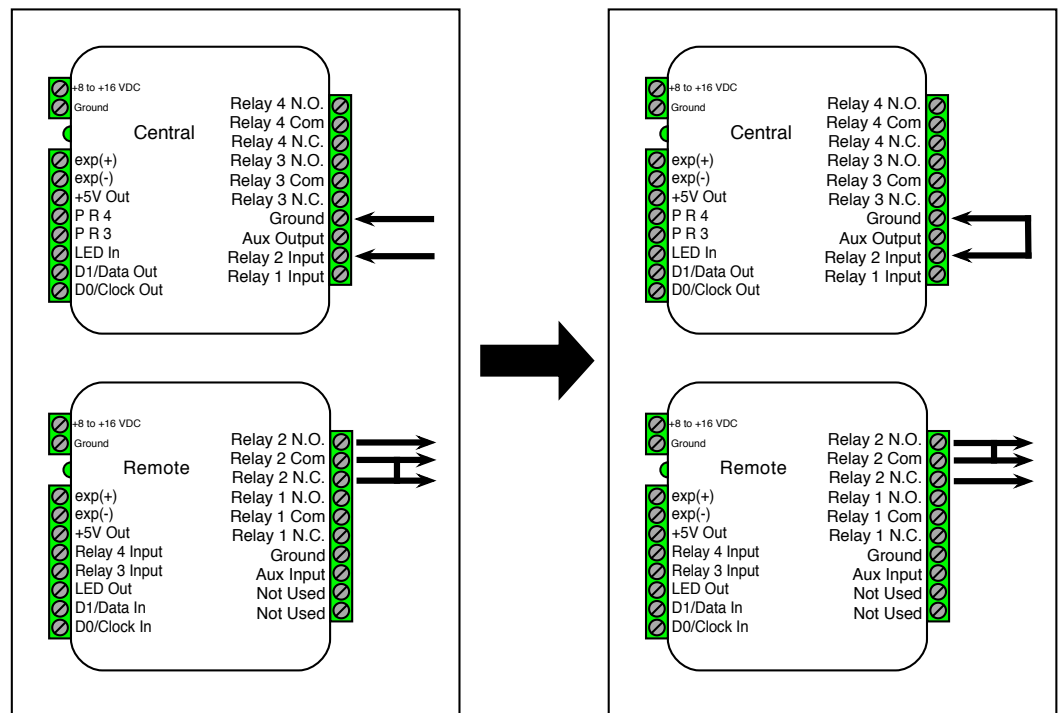 +8 to +16 VDC
Ground
Central
exp(+)
exp(-)
+5V Out
P R 4
P R 3
LED In
D1/Data Out
D0/Clock Out
Relay 4 N.O.
Relay 4 Com
Relay 4 N.C.
Relay 3 N.O.
Relay 3 Com
Relay 3 N.C.
Ground
Aux Output
Relay 2 Input
Relay 1 Input
+8 to +16 VDC
Ground
Remote
exp(+)
exp(-)
+5V Out
Relay 4 Input
Relay 3 Input
LED Out
D1/Data In
D0/Clock In
Relay 2 N.O.
Relay 2 Com
Relay 2 N.C.
Relay 1 N.O.
Relay 1 Com
Relay 1 N.C.
Ground
Aux Input
Not Used
Not Used
+8 to +16 VDC
Ground
Central
exp(+)
exp(-)
+5V Out
P R 4
P R 3
LED In
D1/Data Out
D0/Clock Out
Relay 4 N.O.
Relay 4 Com
Relay 4 N.C.
Relay 3 N.O.
Relay 3 Com
Relay 3 N.C.
Ground
Aux Output
Relay 2 Input
Relay 1 Input
+8 to +16 VDC
Ground
Remote
exp(+)
exp(-)
+5V Out
Relay 4 Input
Relay 3 Input
LED Out
D1/Data In
D0/Clock In
Relay 2 N.O.
Relay 2 Com
Relay 2 N.C.
Relay 1 N.O.
Relay 1 Com
Relay 1 N.C.
Ground
Aux Input
Not Used
Not Used